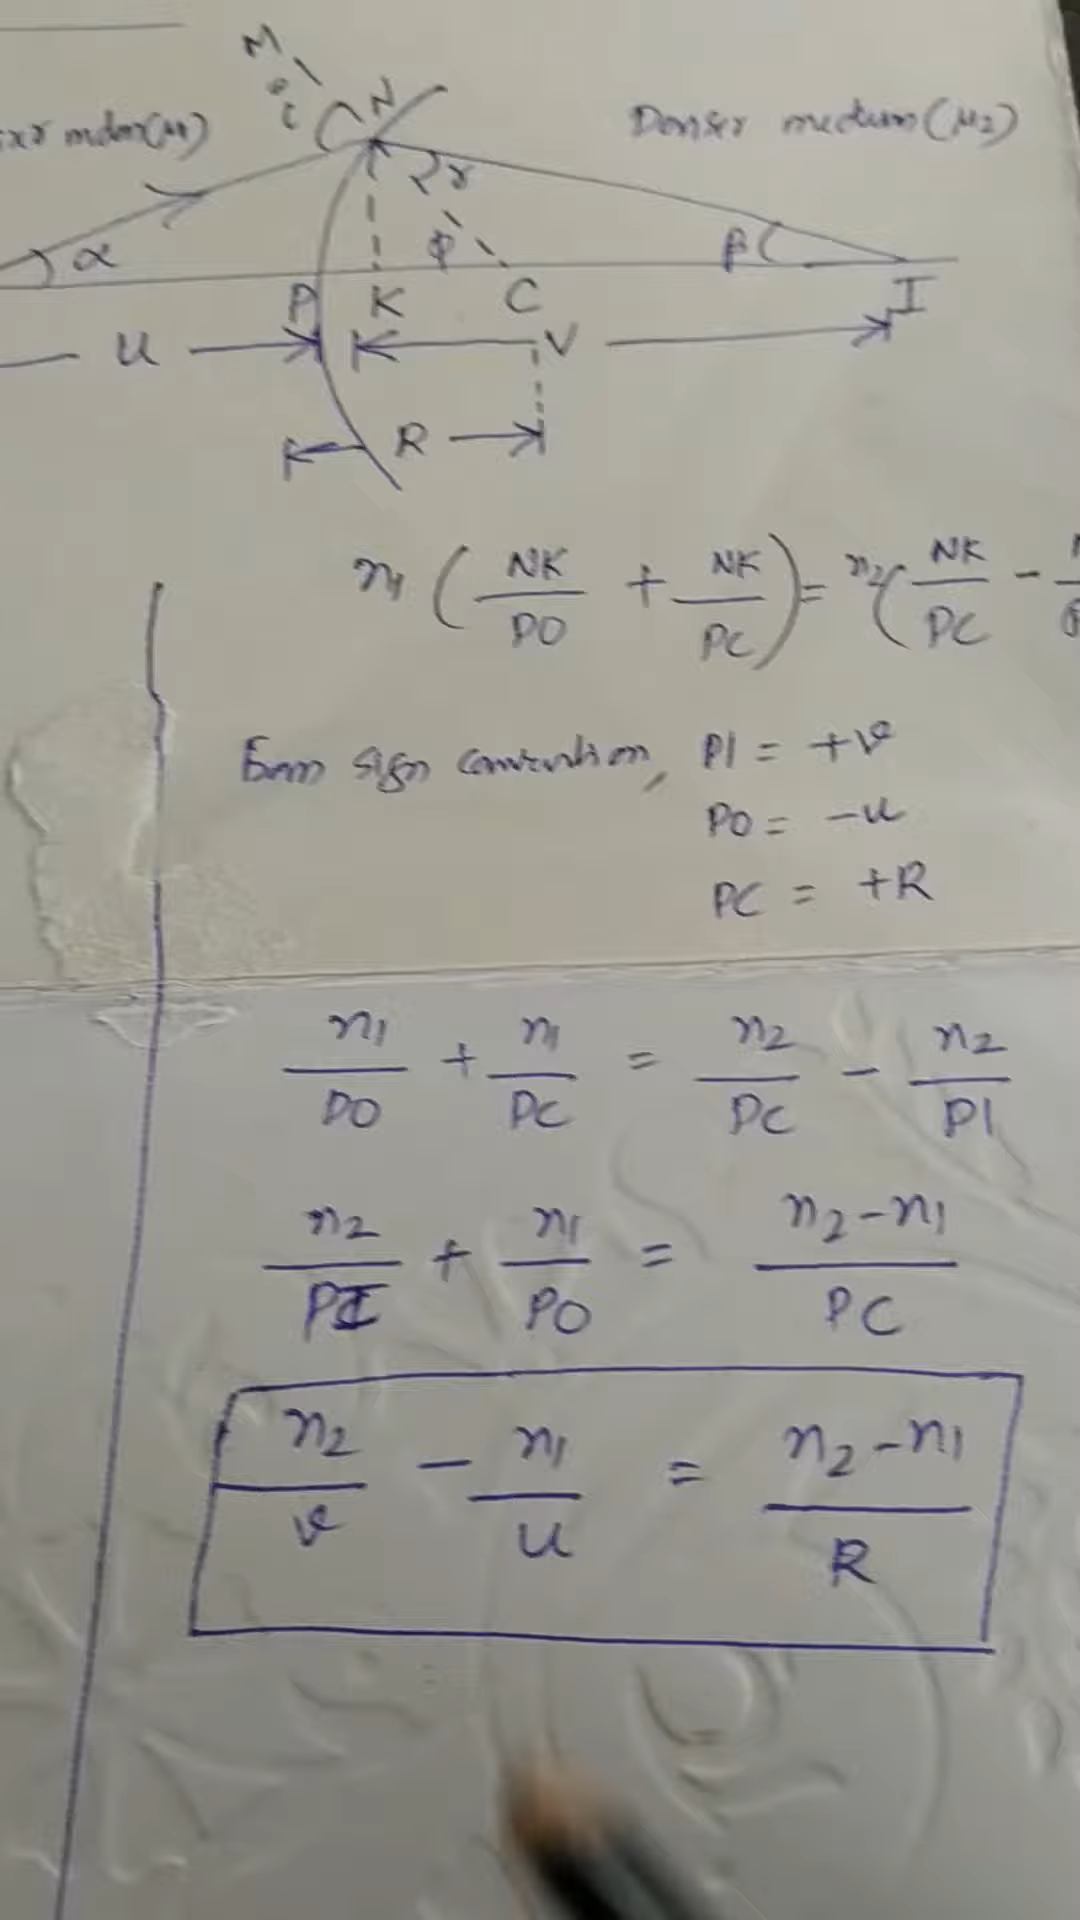 M
i N
mdm(μ1) Denser medium (μ2)
r
α φ β
P K C I
u V
R
n1 ( NK/PO + NK/PC ) = n2 ( NK/PC −
From sign convention, PI = +v
PO = −u
PC = +R
n1/PO + n1/PC = n2/PC − n2/PI
n2/PI + n1/PO = n2−n1/PC
n2/v − n1/u = n2−n1/R